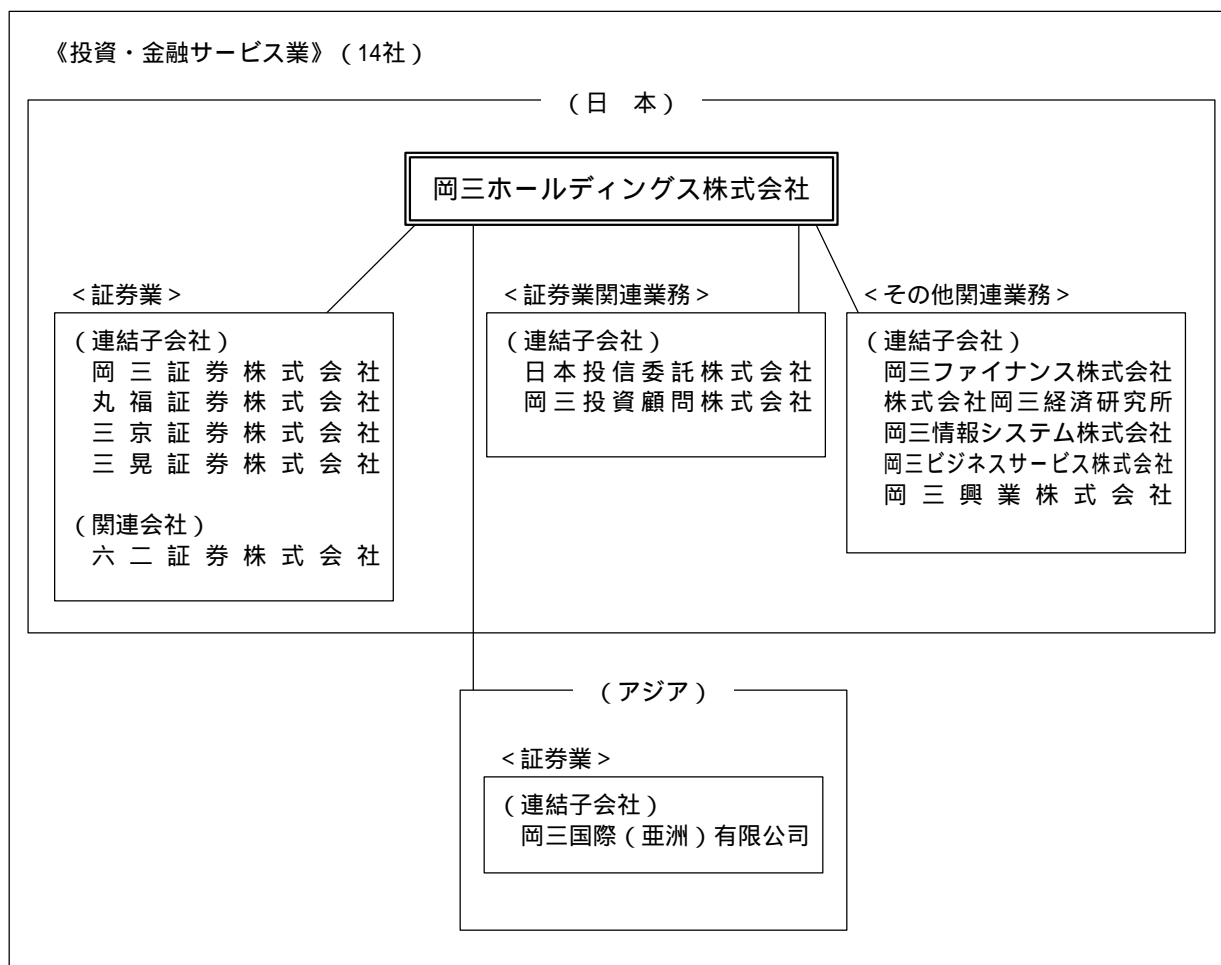 《投資・金融サービス業》（14社）
（日　本）
岡三ホールディングス株式会社
＜証券業＞
（連結子会社）
岡三証券株式会社
丸福証券株式会社
三京証券株式会社
三晃証券株式会社
（関連会社）
六二証券株式会社
＜証券業関連業務＞
（連結子会社）
日本投信委託株式会社
岡三投資顧問株式会社
＜その他関連業務＞
（連結子会社）
岡三ファイナンス株式会社
株式会社岡三経済研究所
岡三情報システム株式会社
岡三ビジネスサービス株式会社
岡三興業株式会社
（アジア）
＜証券業＞
（連結子会社）
岡三国際（亜洲）有限公司